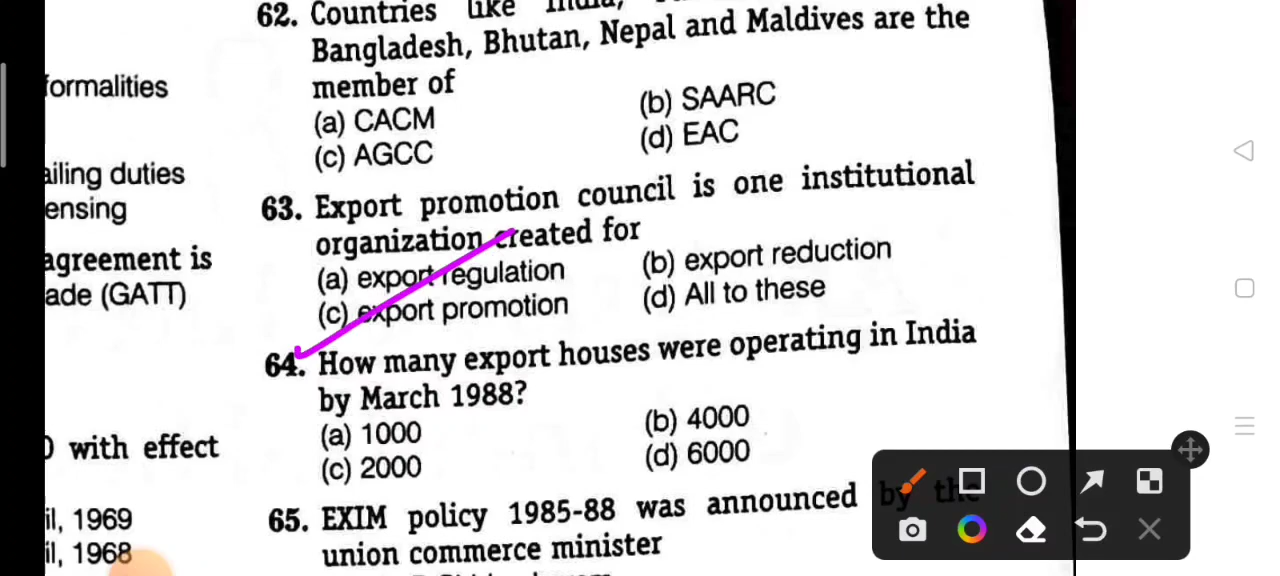 formalities
ailing duties
ensing
agreement is
ade (GATT)
with effect
il, 1969
il, 1968
62. Countries like India,
Bangladesh, Bhutan, Nepal and Maldives are the
member of
(a) CACM (b) SAARC
(c) AGCC (d) EAC
63. Export promotion council is one institutional
organization created for
(a) export regulation (b) export reduction
(c) export promotion (d) All to these
64. How many export houses were operating in India
by March 1988?
(a) 1000 (b) 4000
(c) 2000 (d) 6000
65. EXIM policy 1985-88 was announced by the
union commerce minister